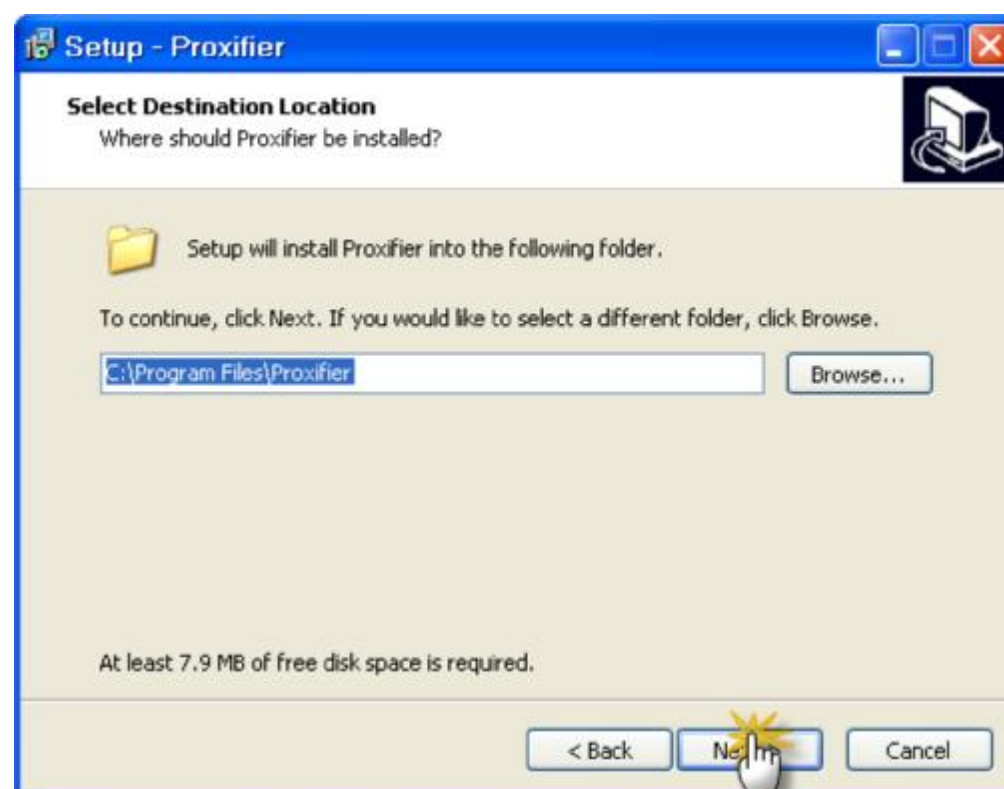 Setup - Proxifier
Select Destination Location
Where should Proxifier be installed?
Setup will install Proxifier into the following folder.
To continue, click Next. If you would like to select a different folder, click Browse.
C:\Program Files\Proxifier
Browse...
At least 7.9 MB of free disk space is required.
< Back
Cancel